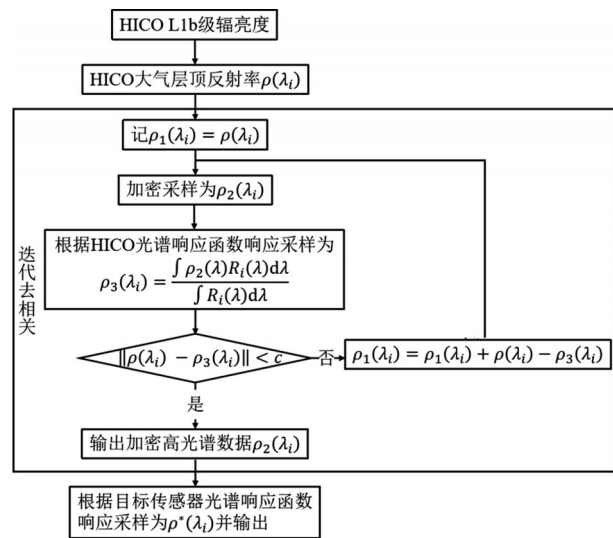 HICO L1b级辐亮度
HICO大气层顶反射率ρ(λᵢ)
记ρ₁(λᵢ) = ρ(λᵢ)
加密采样为ρ₂(λᵢ)
根据HICO光谱响应函数响应采样为
ρ₃(λᵢ) = ∫ρ₂(λ)Rᵢ(λ)dλ / ∫Rᵢ(λ)dλ
迭代去相关
‖ρ(λᵢ) − ρ₃(λᵢ)‖ < c
否
ρ₁(λᵢ) = ρ₁(λᵢ) + ρ(λᵢ) − ρ₃(λᵢ)
是
输出加密高光谱数据ρ₂(λᵢ)
根据目标传感器光谱响应函数
响应采样为ρ*(λᵢ)并输出